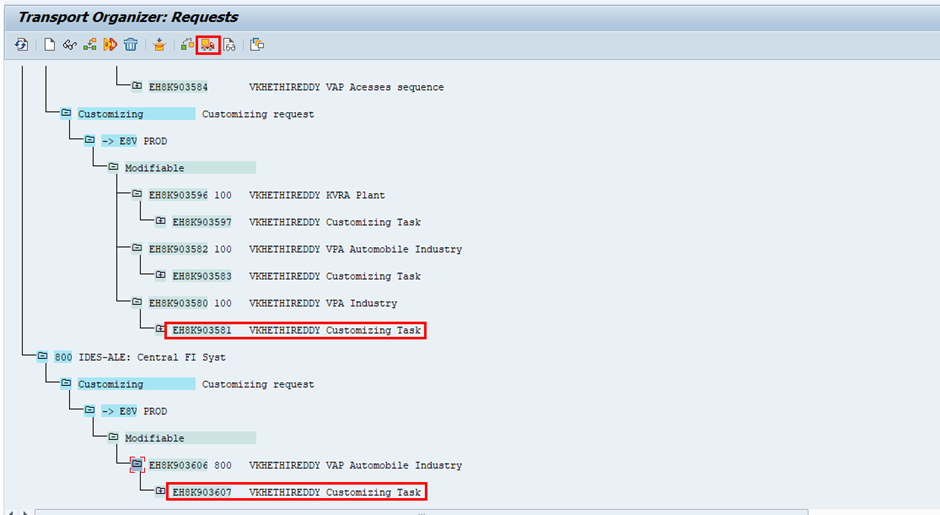 Transport Organizer: Requests
EH8K903584 VKHETHIREDDY VAP Acesses sequence
Customizing Customizing request
-> E8V PROD
Modifiable
EH8K903596 100 VKHETHIREDDY KVRA Plant
EH8K903597 VKHETHIREDDY Customizing Task
EH8K903582 100 VKHETHIREDDY VPA Automobile Industry
EH8K903583 VKHETHIREDDY Customizing Task
EH8K903580 100 VKHETHIREDDY VPA Industry
EH8K903581 VKHETHIREDDY Customizing Task
800 IDES-ALE: Central FI Syst
Customizing Customizing request
-> E8V PROD
Modifiable
EH8K903606 800 VKHETHIREDDY VAP Automobile Industry
EH8K903607 VKHETHIREDDY Customizing Task